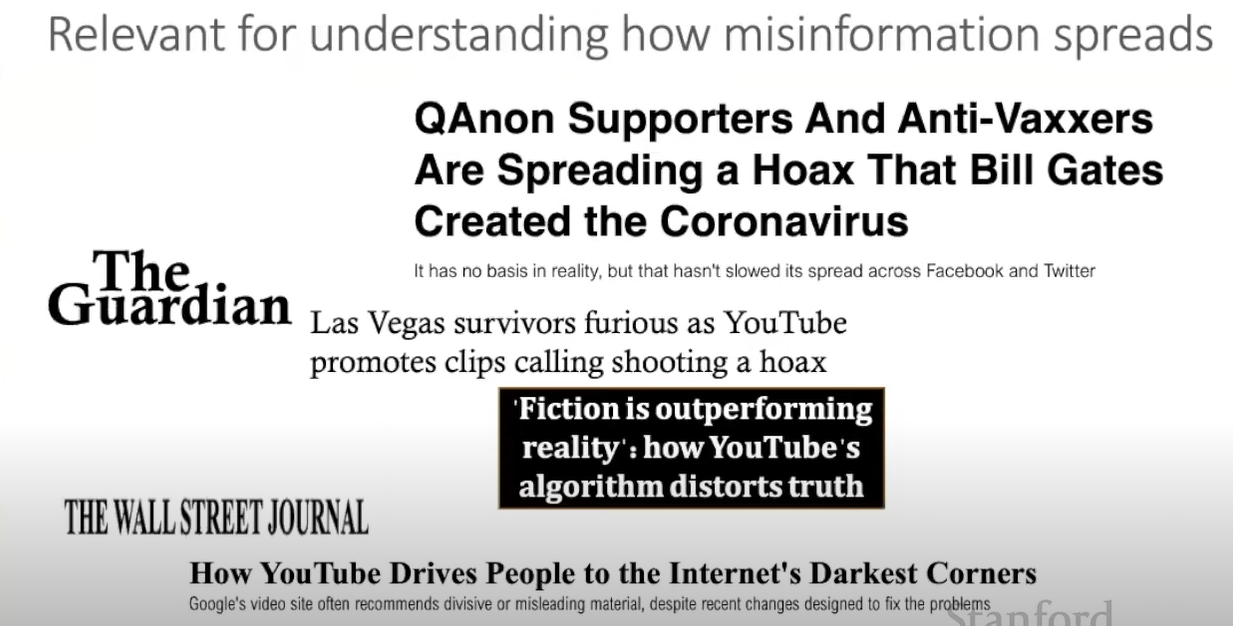 Relevant for understanding how misinformation spreads
QAnon Supporters And Anti-Vaxxers
Are Spreading a Hoax That Bill Gates
Created the Coronavirus
It has no basis in reality, but that hasn't slowed its spread across Facebook and Twitter
The
Guardian
Las Vegas survivors furious as YouTube
promotes clips calling shooting a hoax
'Fiction is outperforming
reality': how YouTube's
algorithm distorts truth
THE WALL STREET JOURNAL
How YouTube Drives People to the Internet's Darkest Corners
Google's video site often recommends divisive or misleading material, despite recent changes designed to fix the problems
Stanford